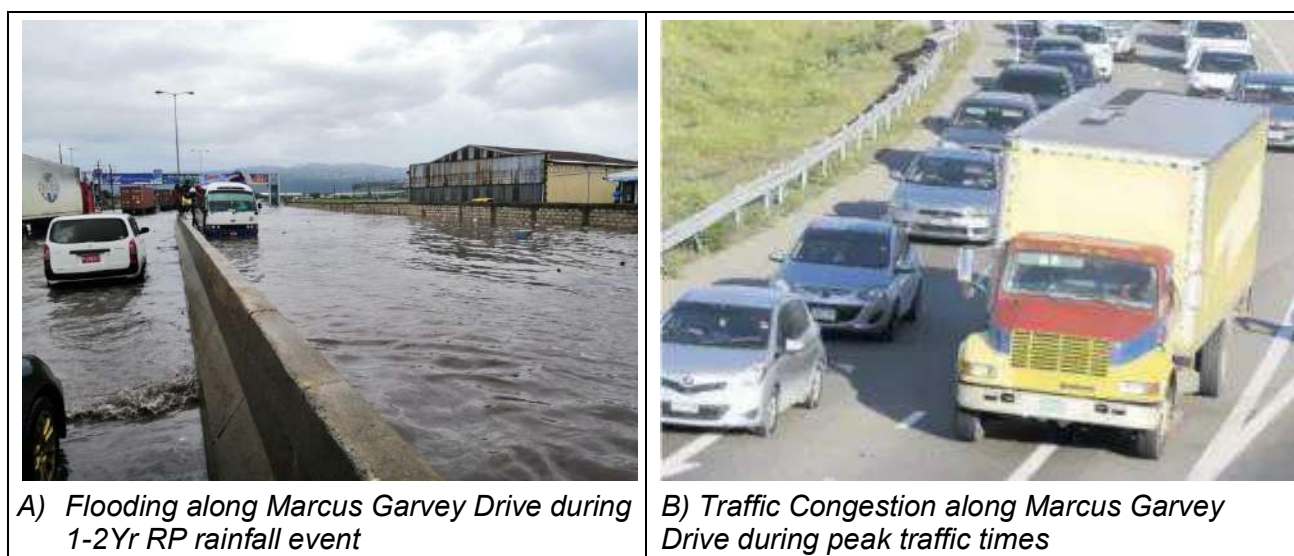 A) Flooding along Marcus Garvey Drive during
1-2Yr RP rainfall event
B) Traffic Congestion along Marcus Garvey
Drive during peak traffic times